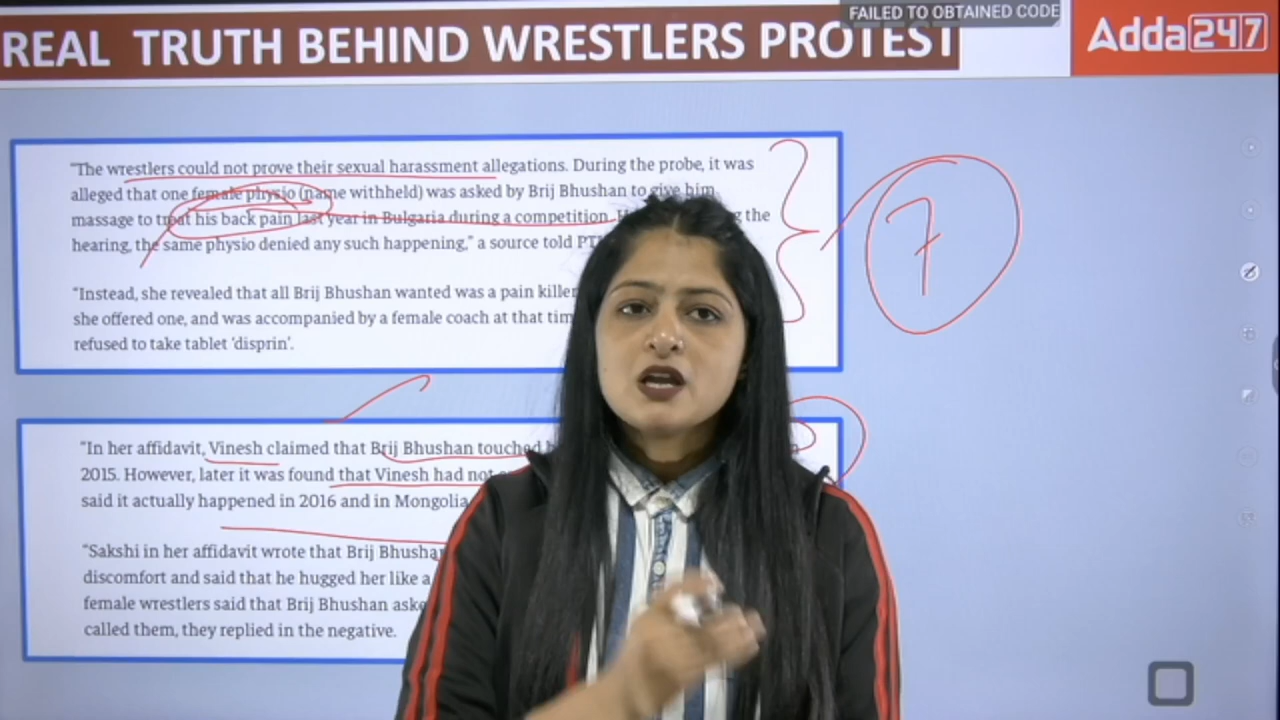 FAILED TO OBTAINED CODE
REAL TRUTH BEHIND WRESTLERS PROTEST
Adda247
"The wrestlers could not prove their sexual harassment allegations. During the probe, it was
alleged that one female physio (name withheld) was asked by Brij Bhushan to give him
massage to treat his back pain last year in Bulgaria during a competition. the
hearing, the same physio denied any such happening," a source told
"Instead, she revealed that all Brij Bhushan wanted was a pain killer
she offered one, and was accompanied by a female coach at that
refused to take tablet 'disprin'.
7
"In her affidavit, Vinesh claimed that Brij Bhushan touched
2015. However, later it was found that Vinesh had not
said it actually happened in 2016 and in Mongolia
"Sakshi in her affidavit wrote that Brij
discomfort and said that he hugged her like a
female wrestlers said that Brij Bhushan
called them, they replied in the negative.